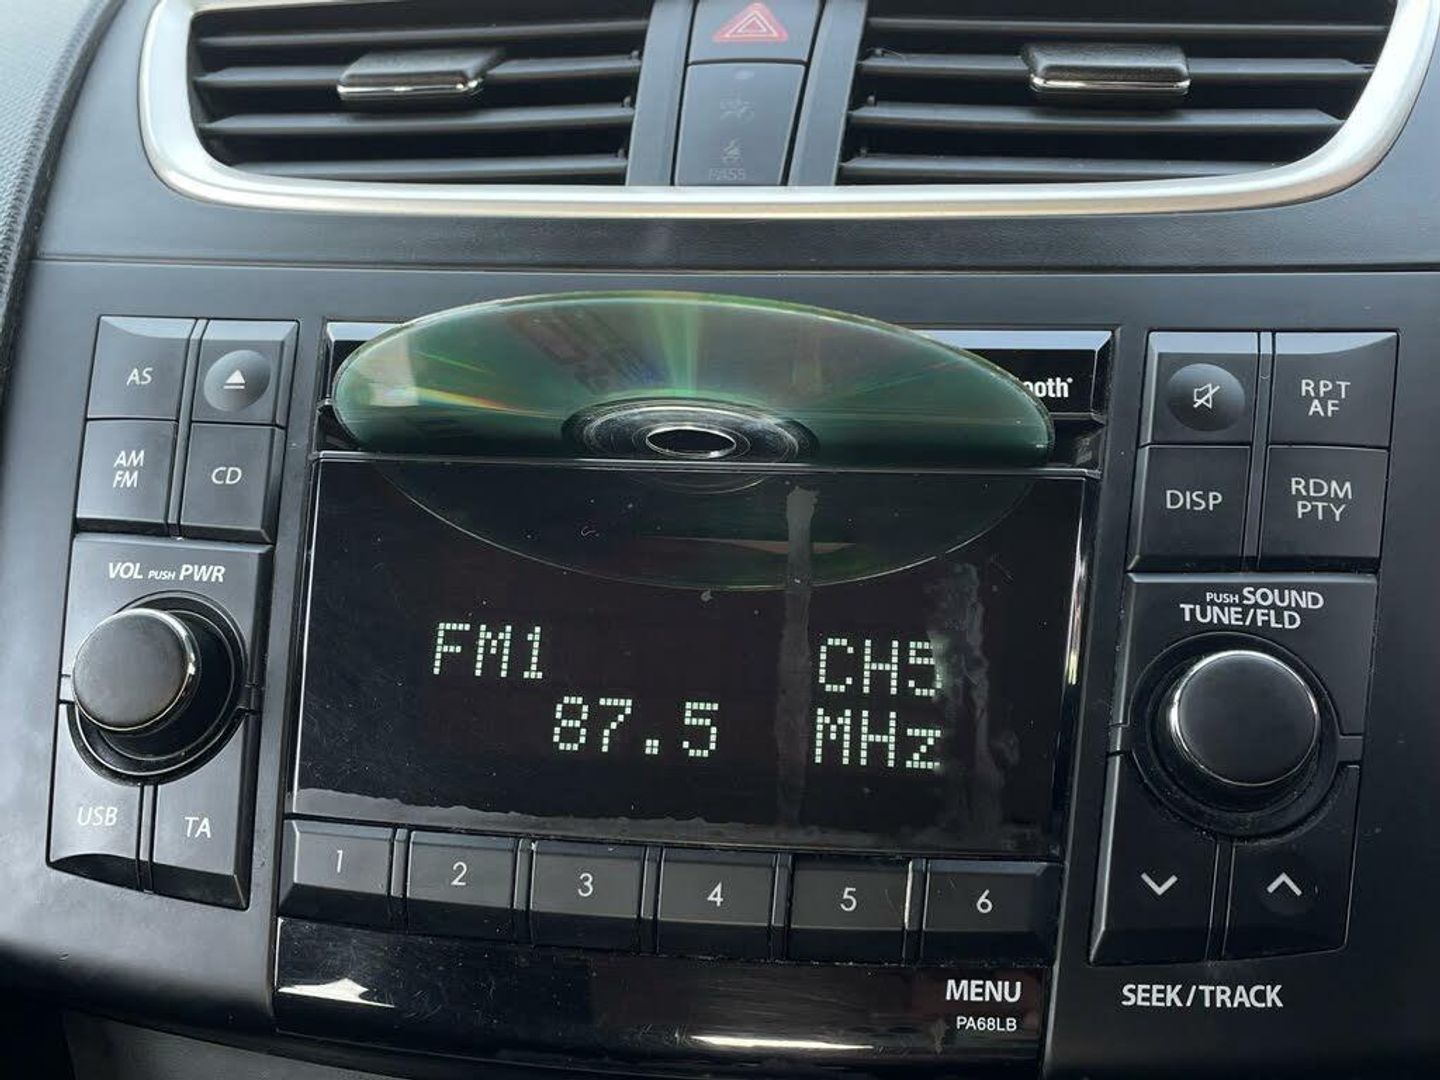 PASS
AS
AM
FM
CD
ooth
RPT
AF
DISP
RDM
PTY
VOL PUSH PWR
PUSH SOUND
TUNE/FLD
FM1
CH5
87.5
MHz
USB
TA
1
2
3
4
5
6
MENU
PA68LB
SEEK/TRACK